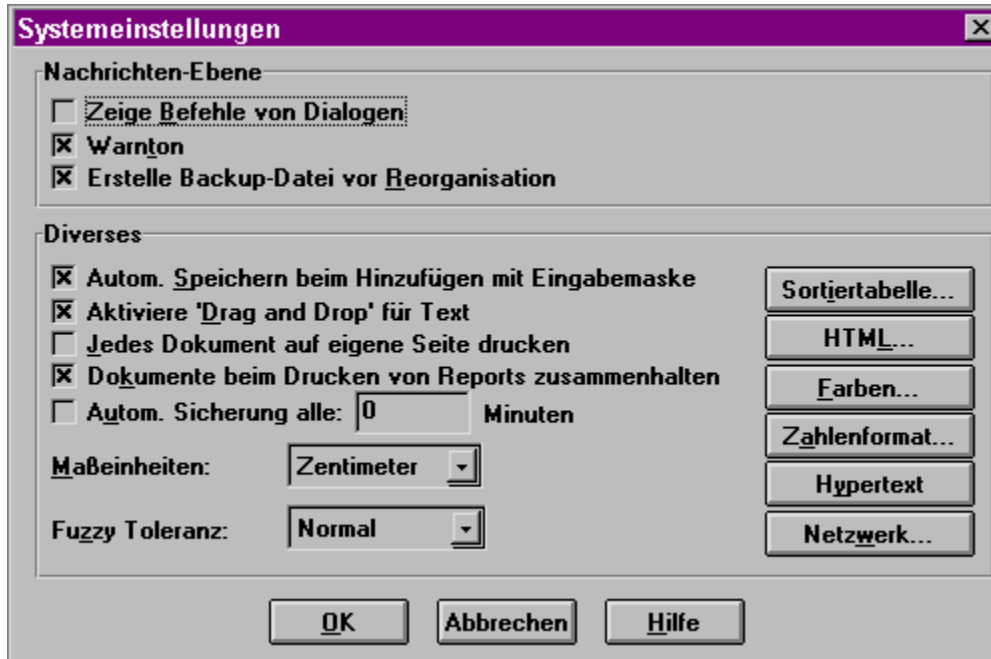 Systemeinstellungen
Nachrichten-Ebene
Zeige Befehle von Dialogen
Warnton
Erstelle Backup-Datei vor Reorganisation
Diverses
Autom. Speichern beim Hinzufügen mit Eingabemaske
Aktiviere 'Drag and Drop' für Text
Jedes Dokument auf eigene Seite drucken
Dokumente beim Drucken von Reports zusammenhalten
Autom. Sicherung alle: 0 Minuten
Maßeinheiten: Zentimeter
Fuzzy Toleranz: Normal
Sortiertabelle...
HTML...
Farben...
Zahlenformat...
Hypertext
Netzwerk...
OK Abbrechen Hilfe